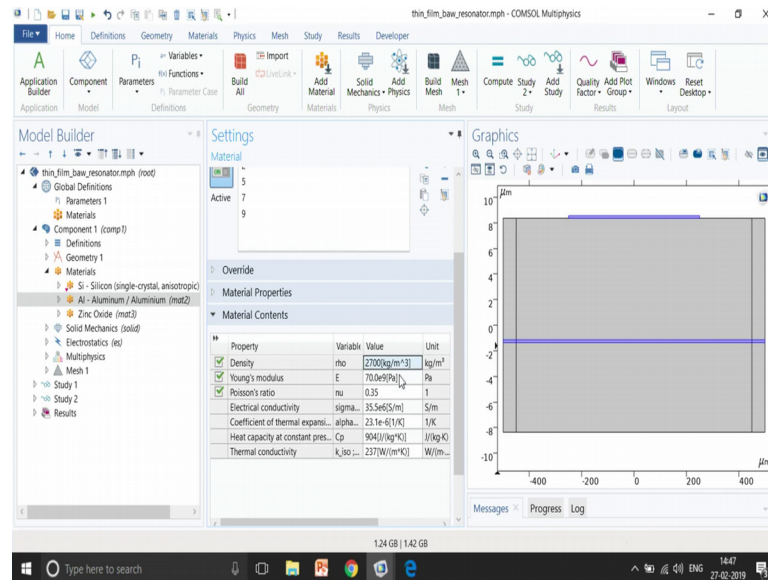 thin_film_baw_resonator.mph - COMSOL Multiphysics
File Home Definitions Geometry Materials Physics Mesh Study Results Developer
Application Builder
Component
Parameters
Variables
f(x) Functions
Parameter Case
Build All
Import
LiveLink
Add Material
Solid Mechanics
Add Physics
Build Mesh
Mesh 1
Compute
Study 2
Add Study
Quality Factor
Add Plot Group
Windows
Reset Desktop
Application Model Definitions Geometry Materials Physics Mesh Study Results Layout
Model Builder
thin_film_baw_resonator.mph (root)
Global Definitions
Parameters 1
Materials
Component 1 (comp1)
Definitions
Geometry 1
Materials
Si - Silicon (single-crystal, anisotropic)
Al - Aluminum / Aluminium (mat2)
Zinc Oxide (mat3)
Solid Mechanics (solid)
Electrostatics (es)
Multiphysics
Mesh 1
Study 1
Study 2
Results
Settings
Material
Active
5
7
9
Override
Material Properties
Material Contents
Property Variable Value Unit
Density rho 2700[kg/m^3] kg/m³
Young's modulus E 70.0e9[Pa] Pa
Poisson's ratio nu 0.35 1
Electrical conductivity sigma... 35.5e6[S/m] S/m
Coefficient of thermal expansi... alpha... 23.1e-6[1/K] 1/K
Heat capacity at constant pres... Cp 904[J/(kg*K)] J/(kg·K)
Thermal conductivity k_iso ;... 237[W/(m*K)] W/(m·...
Graphics
µm
10
8
6
4
2
0
-2
-4
-6
-8
-10
µm
-400 -200 0 200 400
Messages Progress Log
1.24 GB | 1.42 GB
Type here to search
ENG
14:47
27-02-2019